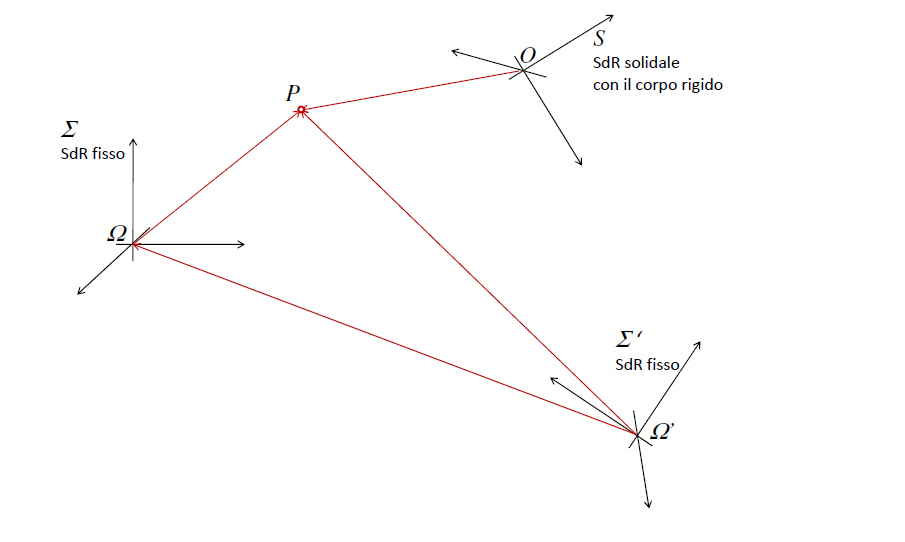 O
S
SdR solidale
con il corpo rigido
P
Σ
SdR fisso
Ω
Σ‘
SdR fisso
Ω’